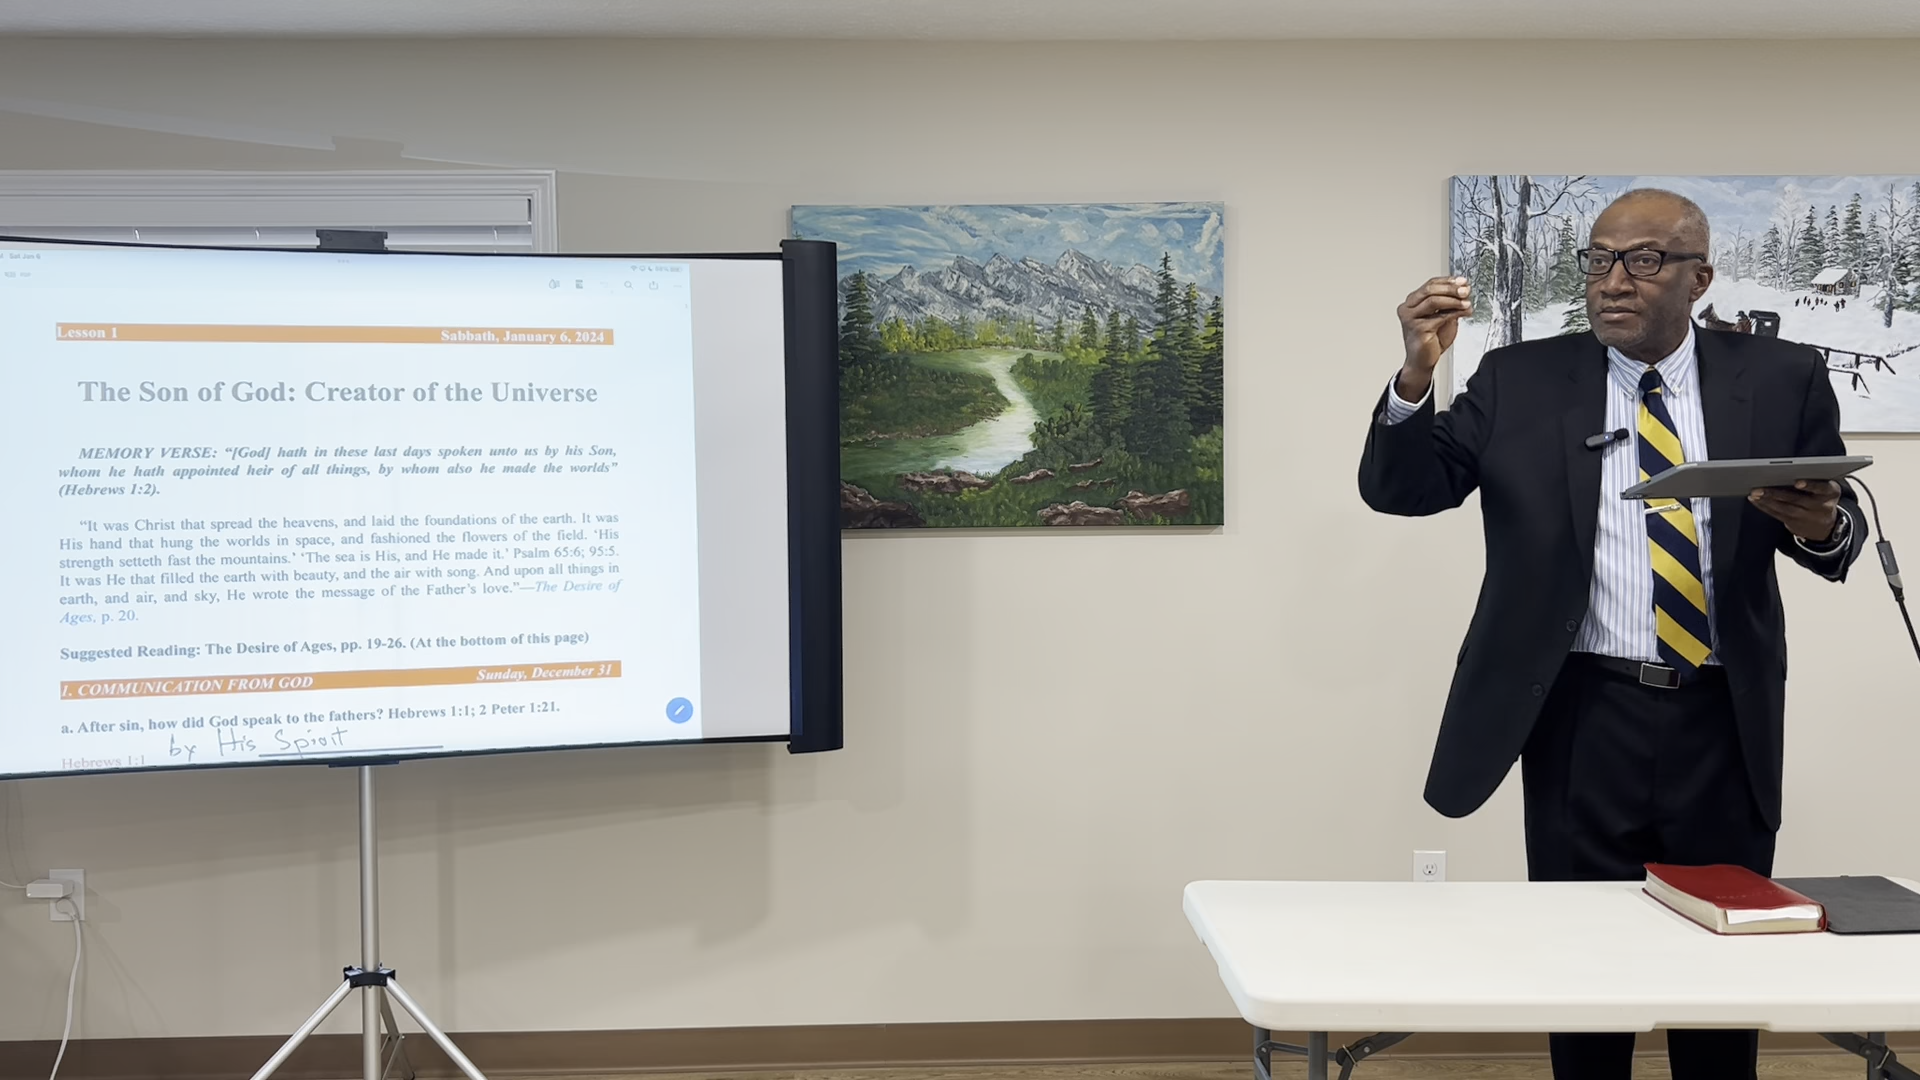 Sat Jan 6
Lesson 1 Sabbath, January 6, 2024
The Son of God: Creator of the Universe
MEMORY VERSE: “[God] hath in these last days spoken unto us by his Son,
whom he hath appointed heir of all things, by whom also he made the worlds”
(Hebrews 1:2).
“It was Christ that spread the heavens, and laid the foundations of the earth. It was
His hand that hung the worlds in space, and fashioned the flowers of the field. ‘His
strength setteth fast the mountains.’ ‘The sea is His, and He made it.’ Psalm 65:6; 95:5.
It was He that filled the earth with beauty, and the air with song. And upon all things in
earth, and air, and sky, He wrote the message of the Father’s love.”—The Desire of
Ages, p. 20.
Suggested Reading: The Desire of Ages, pp. 19-26. (At the bottom of this page)
1. COMMUNICATION FROM GOD Sunday, December 31
a. After sin, how did God speak to the fathers? Hebrews 1:1; 2 Peter 1:21.
by His Spirit
Hebrews 1:1